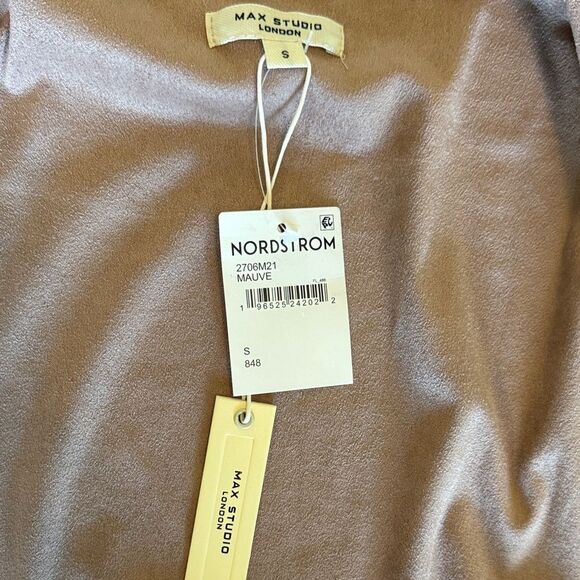 MAX STUDIO
LONDON
S
NORDSTROM
2706M21
MAUVE
1 96525 24202 2
S
848
MAX STUDIO
LONDON